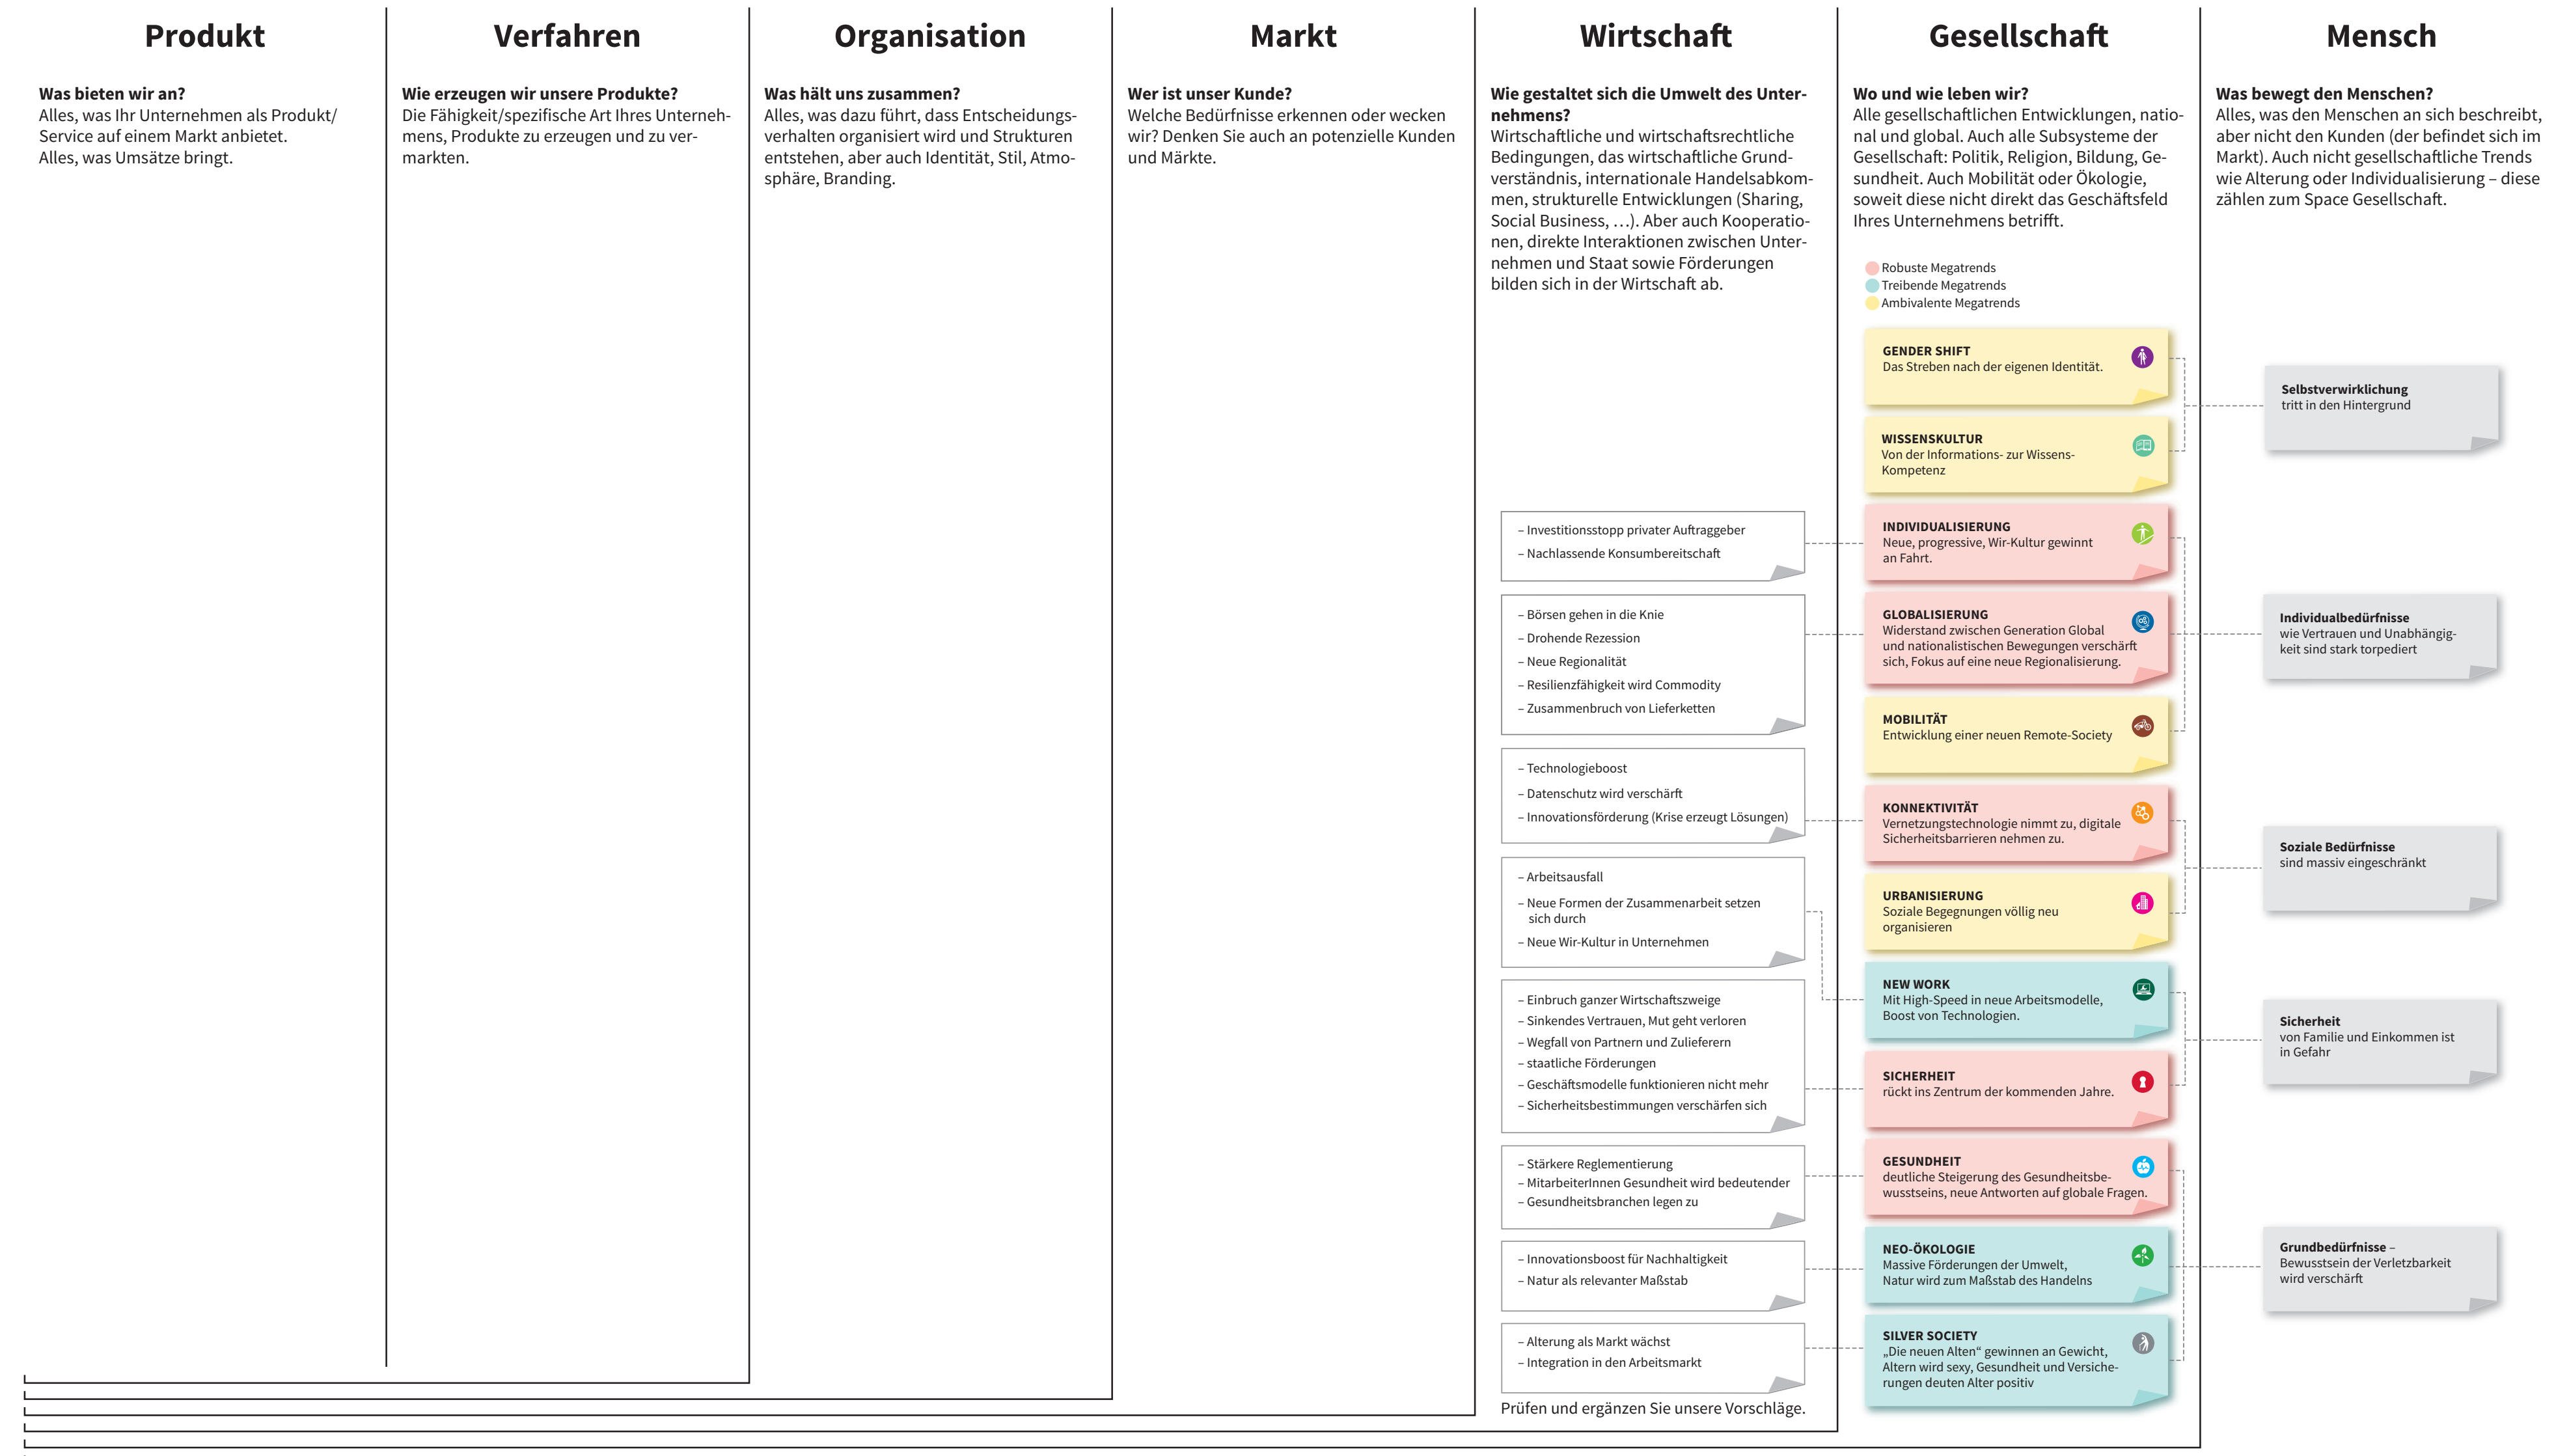 Produkt
Was bieten wir an?
Alles, was Ihr Unternehmen als Produkt/
Service auf einem Markt anbietet.
Alles, was Umsätze bringt.
Verfahren
Wie erzeugen wir unsere Produkte?
Die Fähigkeit/spezifische Art Ihres Unterneh-
mens, Produkte zu erzeugen und zu ver-
markten.
Organisation
Was hält uns zusammen?
Alles, was dazu führt, dass Entscheidungs-
verhalten organisiert wird und Strukturen
entstehen, aber auch Identität, Stil, Atmo-
sphäre, Branding.
Markt
Wer ist unser Kunde?
Welche Bedürfnisse erkennen oder wecken
wir? Denken Sie auch an potenzielle Kunden
und Märkte.
Wirtschaft
Wie gestaltet sich die Umwelt des Unter-
nehmens?
Wirtschaftliche und wirtschaftsrechtliche
Bedingungen, das wirtschaftliche Grund-
verständnis, internationale Handelsabkom-
men, strukturelle Entwicklungen (Sharing,
Social Business, …). Aber auch Kooperatio-
nen, direkte Interaktionen zwischen Unter-
nehmen und Staat sowie Förderungen
bilden sich in der Wirtschaft ab.
– Investitionsstopp privater Auftraggeber
– Nachlassende Konsumbereitschaft
– Börsen gehen in die Knie
– Drohende Rezession
– Neue Regionalität
– Resilienzfähigkeit wird Commodity
– Zusammenbruch von Lieferketten
– Technologieboost
– Datenschutz wird verschärft
– Innovationsförderung (Krise erzeugt Lösungen)
– Arbeitsausfall
– Neue Formen der Zusammenarbeit setzen
sich durch
– Neue Wir-Kultur in Unternehmen
– Einbruch ganzer Wirtschaftszweige
– Sinkendes Vertrauen, Mut geht verloren
– Wegfall von Partnern und Zulieferern
– staatliche Förderungen
– Geschäftsmodelle funktionieren nicht mehr
– Sicherheitsbestimmungen verschärfen sich
– Stärkere Reglementierung
– MitarbeiterInnen Gesundheit wird bedeutender
– Gesundheitsbranchen legen zu
– Innovationsboost für Nachhaltigkeit
– Natur als relevanter Maßstab
– Alterung als Markt wächst
– Integration in den Arbeitsmarkt
Prüfen und ergänzen Sie unsere Vorschläge.
Gesellschaft
Wo und wie leben wir?
Alle gesellschaftlichen Entwicklungen, natio-
nal und global. Auch alle Subsysteme der
Gesellschaft: Politik, Religion, Bildung, Ge-
sundheit. Auch Mobilität oder Ökologie,
soweit diese nicht direkt das Geschäftsfeld
Ihres Unternehmens betrifft.
Robuste Megatrends
Treibende Megatrends
Ambivalente Megatrends
GENDER SHIFT
Das Streben nach der eigenen Identität.
WISSENSKULTUR
Von der Informations- zur Wissens-
Kompetenz
INDIVIDUALISIERUNG
Neue, progressive, Wir-Kultur gewinnt
an Fahrt.
GLOBALISIERUNG
Widerstand zwischen Generation Global
und nationalistischen Bewegungen verschärft
sich, Fokus auf eine neue Regionalisierung.
MOBILITÄT
Entwicklung einer neuen Remote-Society
KONNEKTIVITÄT
Vernetzungstechnologie nimmt zu, digitale
Sicherheitsbarrieren nehmen zu.
URBANISIERUNG
Soziale Begegnungen völlig neu
organisieren
NEW WORK
Mit High-Speed in neue Arbeitsmodelle,
Boost von Technologien.
SICHERHEIT
rückt ins Zentrum der kommenden Jahre.
GESUNDHEIT
deutliche Steigerung des Gesundheitsbe-
wusstseins, neue Antworten auf globale Fragen.
NEO-ÖKOLOGIE
Massive Förderungen der Umwelt,
Natur wird zum Maßstab des Handelns
SILVER SOCIETY
„Die neuen Alten“ gewinnen an Gewicht,
Altern wird sexy, Gesundheit und Versiche-
rungen deuten Alter positiv
Mensch
Was bewegt den Menschen?
Alles, was den Menschen an sich beschreibt,
aber nicht den Kunden (der befindet sich im
Markt). Auch nicht gesellschaftliche Trends
wie Alterung oder Individualisierung – diese
zählen zum Space Gesellschaft.
Selbstverwirklichung
tritt in den Hintergrund
Individualbedürfnisse
wie Vertrauen und Unabhängig-
keit sind stark torpediert
Soziale Bedürfnisse
sind massiv eingeschränkt
Sicherheit
von Familie und Einkommen ist
in Gefahr
Grundbedürfnisse –
Bewusstsein der Verletzbarkeit
wird verschärft